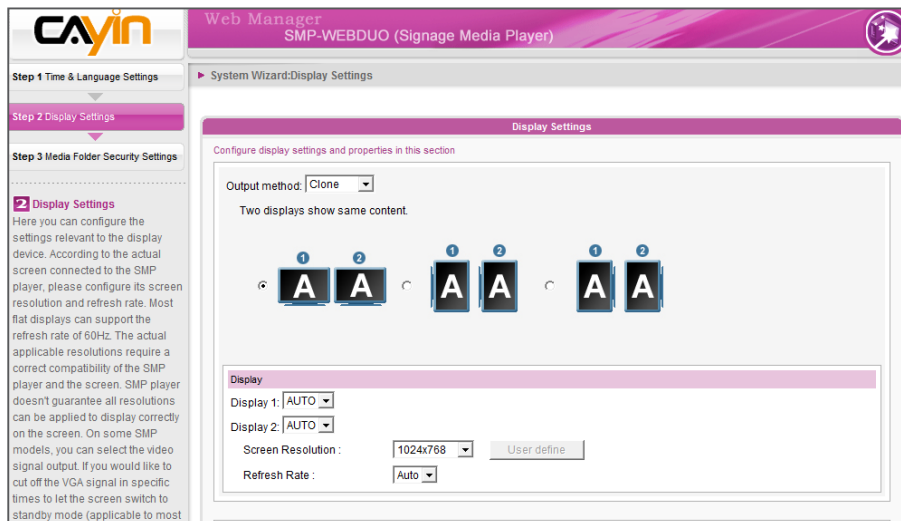 CAYIN
Web Manager
SMP-WEBDUO (Signage Media Player)
Step 1 Time & Language Settings
Step 2 Display Settings
Step 3 Media Folder Security Settings
2 Display Settings
Here you can configure the
settings relevant to the display
device. According to the actual
screen connected to the SMP
player, please configure its screen
resolution and refresh rate. Most
flat displays can support the
refresh rate of 60Hz. The actual
applicable resolutions require a
correct compatibility of the SMP
player and the screen. SMP player
doesn't guarantee all resolutions
can be applied to display correctly
on the screen. On some SMP
models, you can select the video
signal output. If you would like to
cut off the VGA signal in specific
times to let the screen switch to
standby mode (applicable to most
System Wizard:Display Settings
Display Settings
Configure display settings and properties in this section
Output method: Clone
Two displays show same content.
1 2 1 2 1 2
A A A A A A
Display
Display 1: AUTO
Display 2: AUTO
Screen Resolution : 1024x768 User define
Refresh Rate : Auto